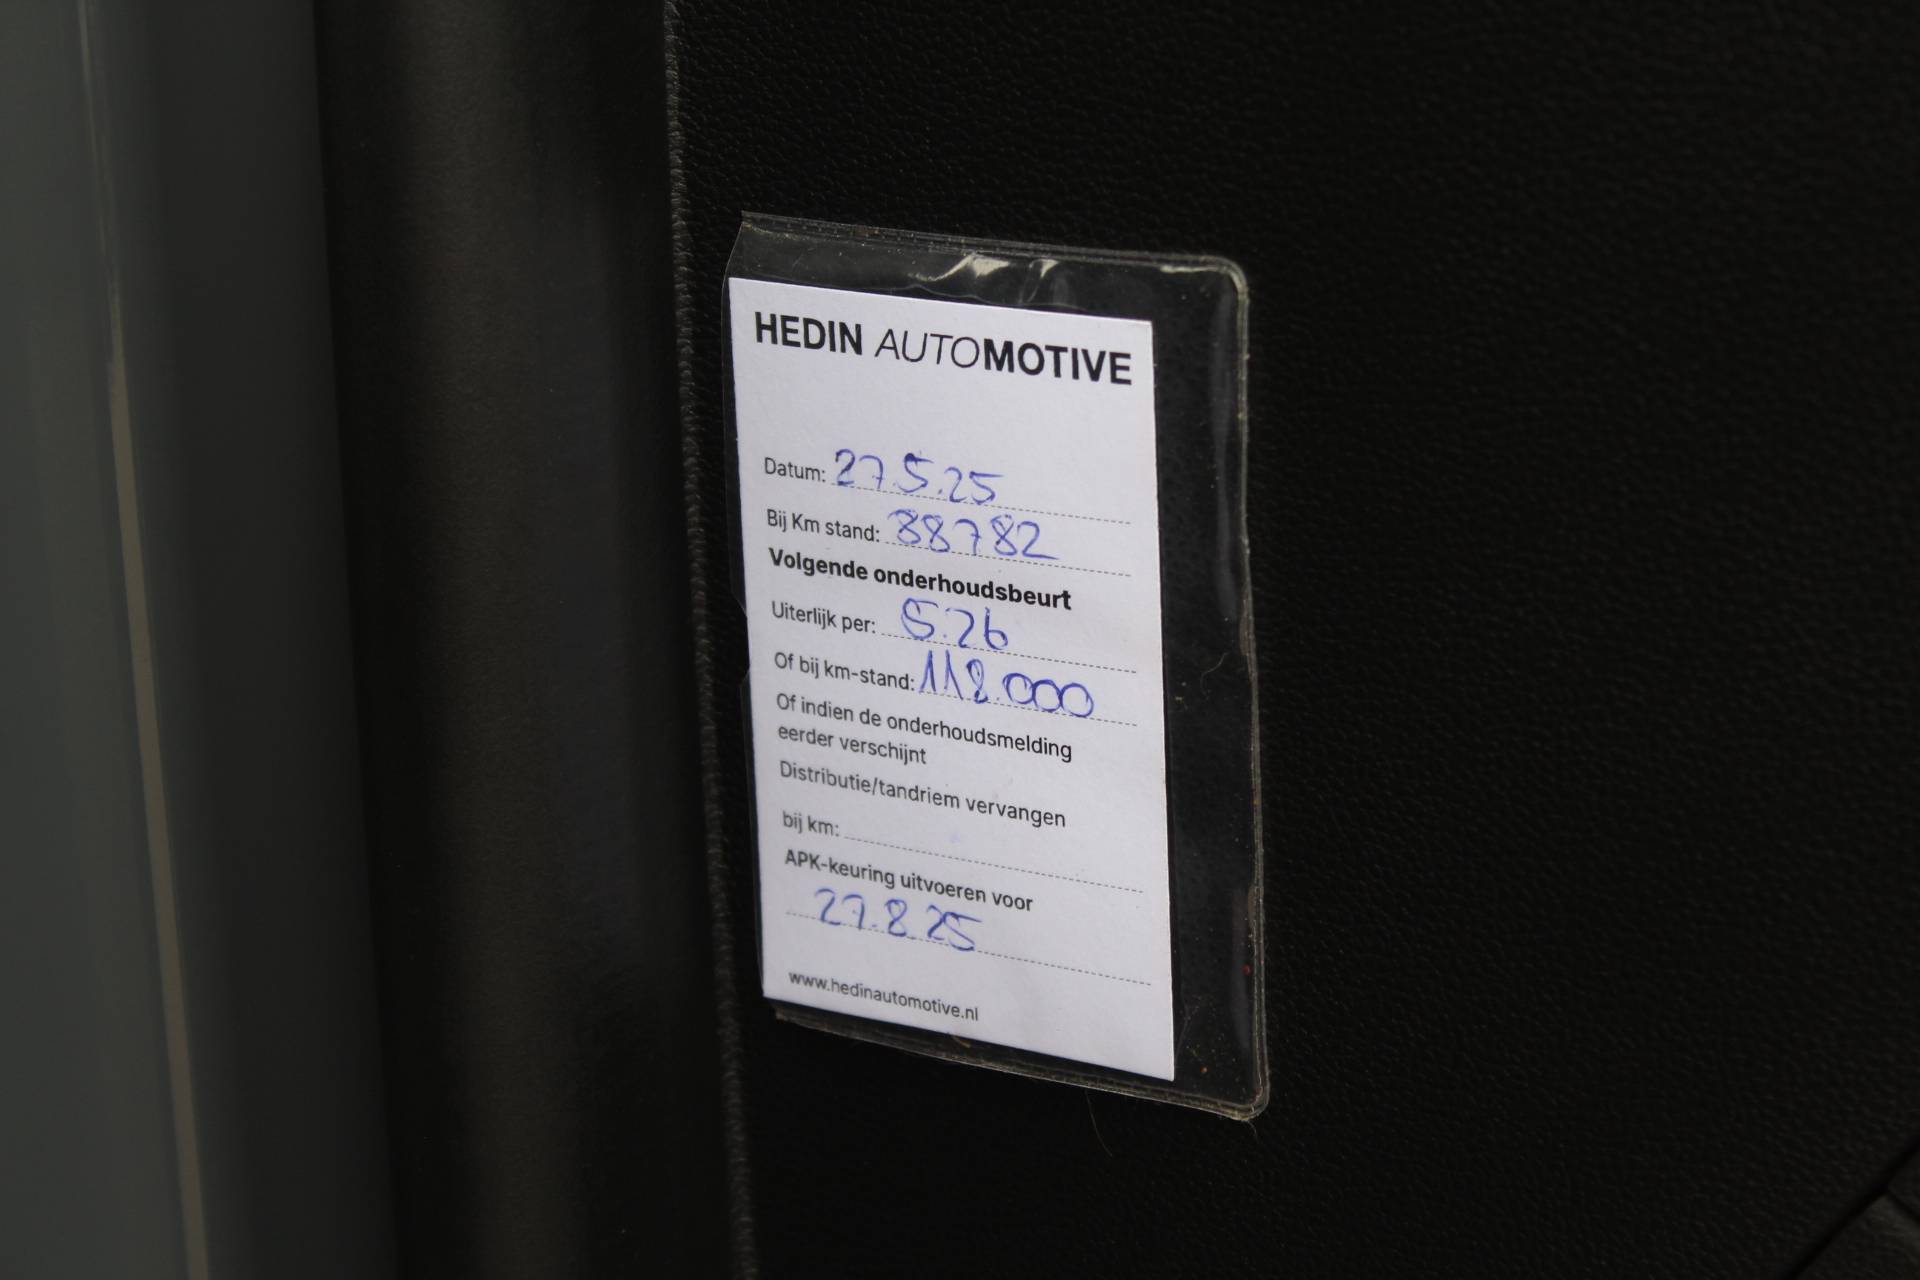 HEDIN AUTOMOTIVE
Datum: 27.5.25
Bij Km stand: 88782
Volgende onderhoudsbeurt
Uiterlijk per: 5.26
Of bij km-stand: 118.000
Of indien de onderhoudsmelding
eerder verschijnt
Distributie/tandriem vervangen
bij km:
APK-keuring uitvoeren voor
27.8.25
www.hedinautomotive.nl